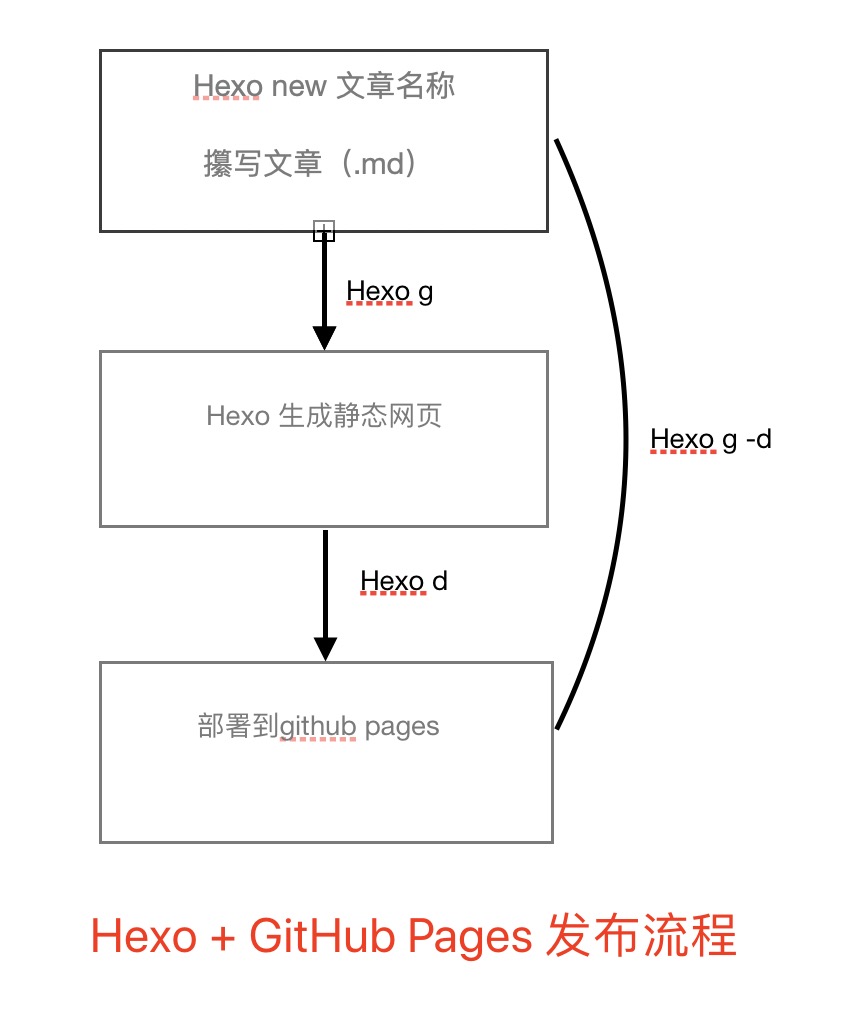 Hexo new 文章名称
攥写文章（.md）
Hexo g
Hexo 生成静态网页
Hexo g -d
Hexo d
部署到github pages
Hexo + GitHub Pages 发布流程